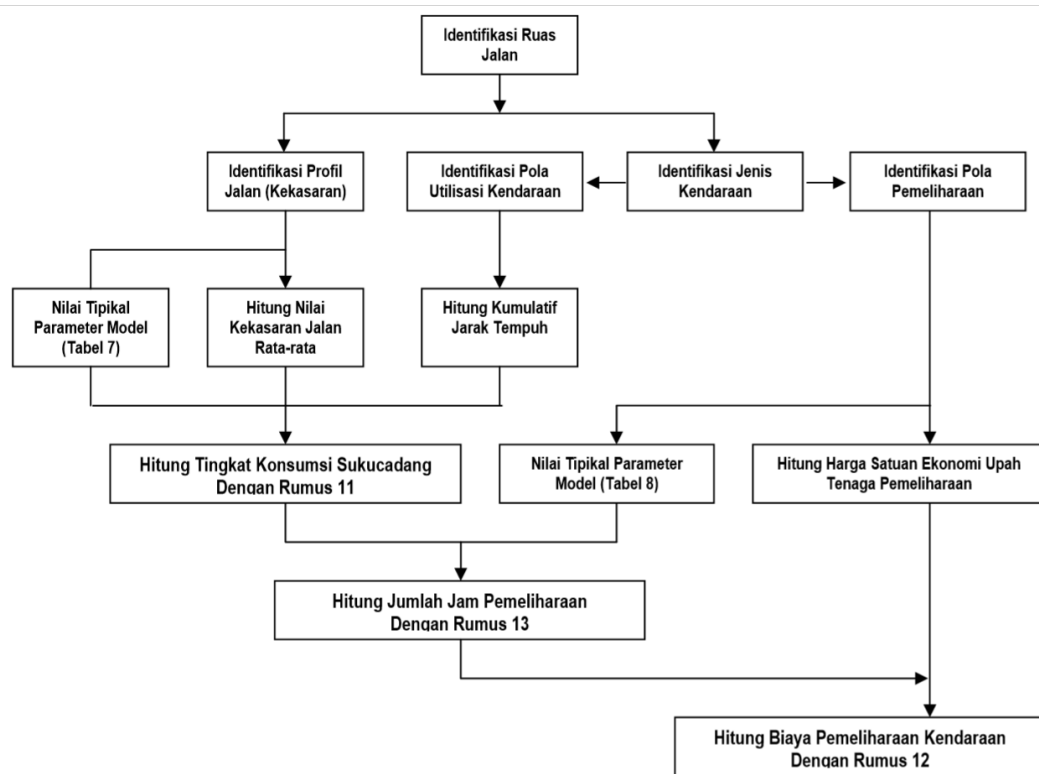 Identifikasi Ruas
Jalan
Identifikasi Profil
Jalan (Kekasaran)
Identifikasi Pola
Utilisasi Kendaraan
Identifikasi Jenis
Kendaraan
Identifikasi Pola
Pemeliharaan
Nilai Tipikal
Parameter Model
(Tabel 7)
Hitung Nilai
Kekasaran Jalan
Rata-rata
Hitung Kumulatif
Jarak Tempuh
Hitung Tingkat Konsumsi Sukucadang
Dengan Rumus 11
Nilai Tipikal Parameter
Model (Tabel 8)
Hitung Harga Satuan Ekonomi Upah
Tenaga Pemeliharaan
Hitung Jumlah Jam Pemeliharaan
Dengan Rumus 13
Hitung Biaya Pemeliharaan Kendaraan
Dengan Rumus 12